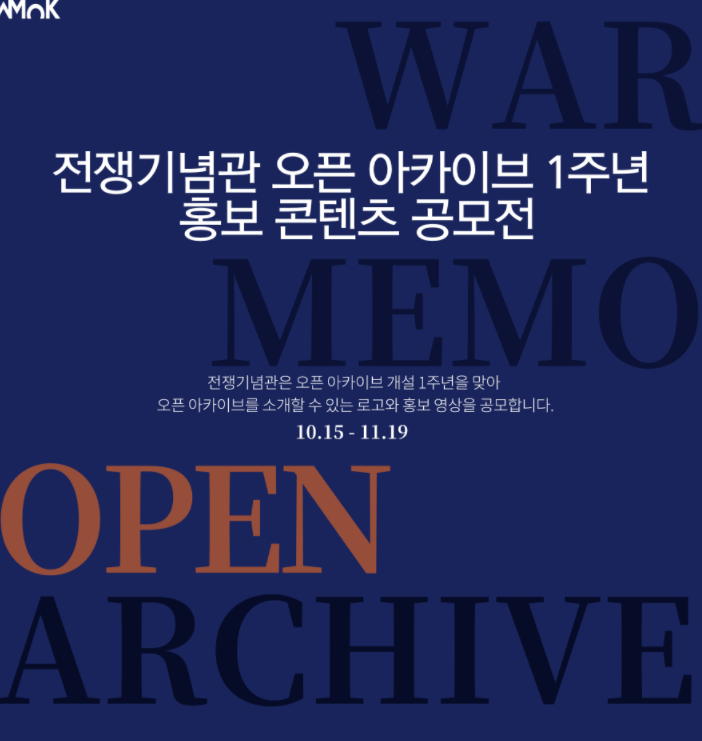 WAR
전쟁기념관 오픈 아카이브 1주년
홍보 콘텐츠 공모전
MEMO
전쟁기념관은 오픈 아카이브 개설 1주년을 맞아
오픈 아카이브를 소개할 수 있는 로고와 홍보 영상을 공모합니다.
10.15 - 11.19
OPEN
ARCHIVE